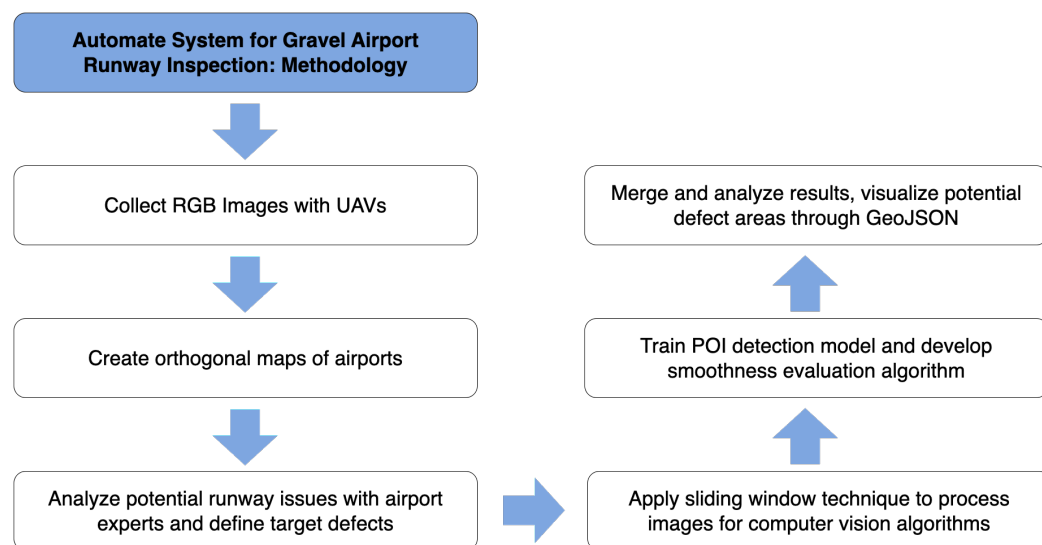 Automate System for Gravel Airport
Runway Inspection: Methodology
Collect RGB Images with UAVs
Create orthogonal maps of airports
Analyze potential runway issues with airport
experts and define target defects
Apply sliding window technique to process
images for computer vision algorithms
Train POI detection model and develop
smoothness evaluation algorithm
Merge and analyze results, visualize potential
defect areas through GeoJSON